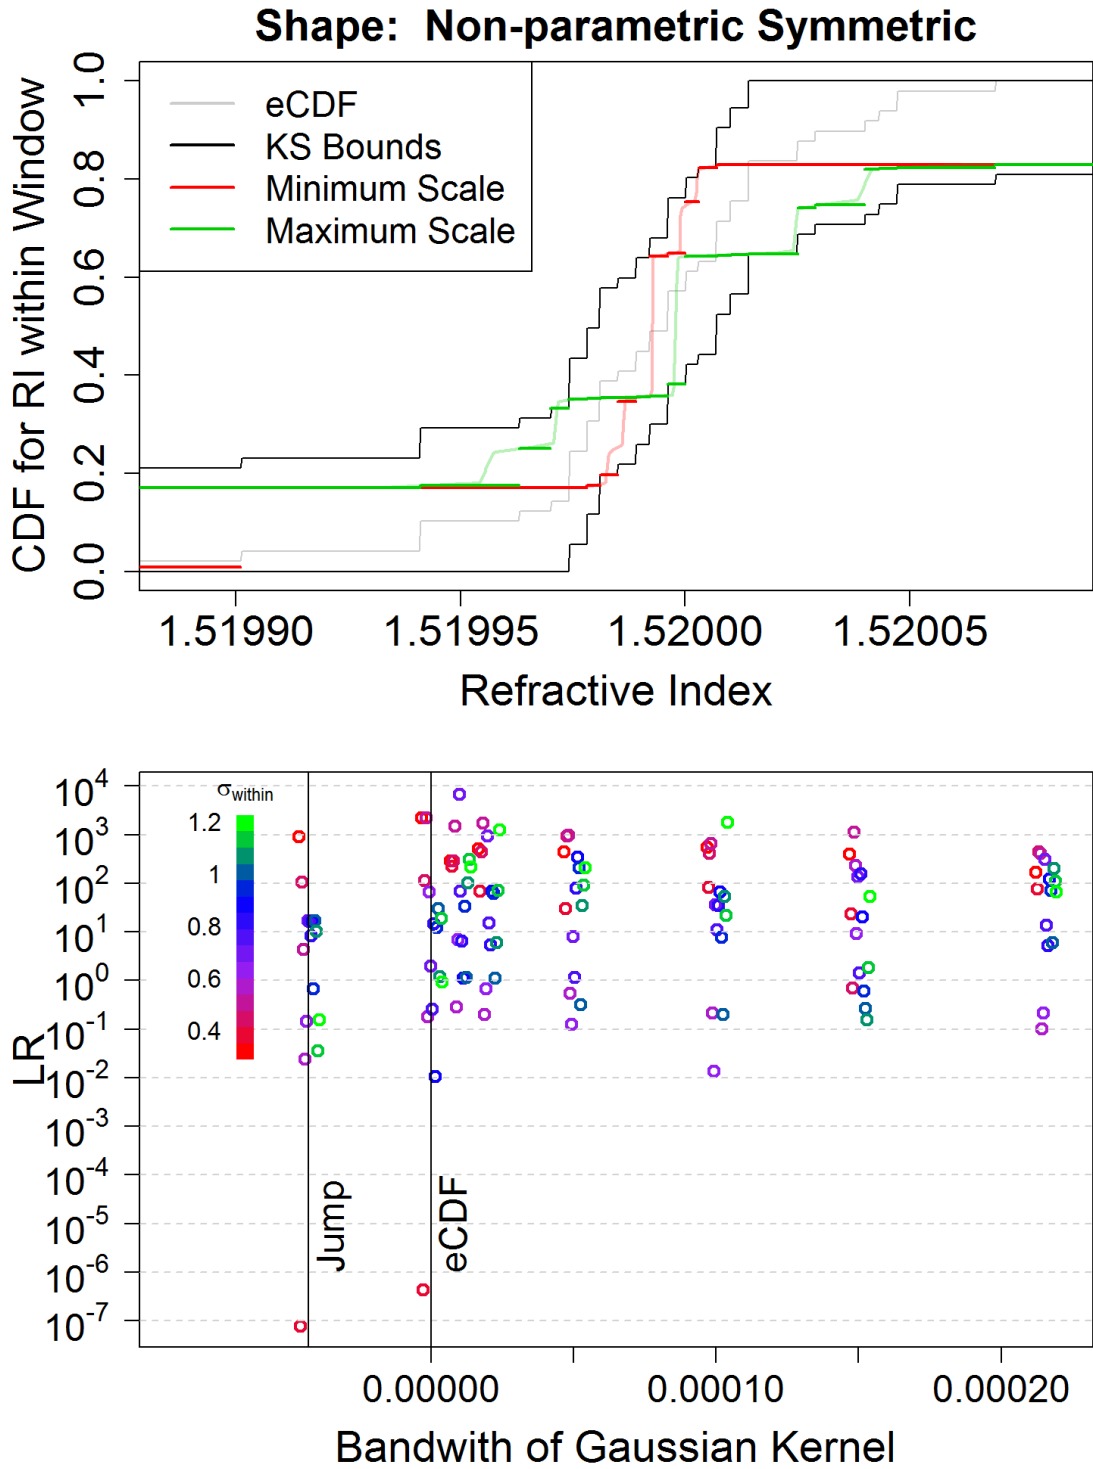 Shape:  Non-parametric Symmetric
CDF for RI within Window
1.0
0.8
0.6
0.4
0.2
0.0
eCDF
KS Bounds
Minimum Scale
Maximum Scale
1.51990 1.51995 1.52000 1.52005
Refractive Index
LR
10^4
10^3
10^2
10^1
10^0
10^-1
10^-2
10^-3
10^-4
10^-5
10^-6
10^-7
σwithin
1.2
1
0.8
0.6
0.4
Jump
eCDF
0.00000 0.00010 0.00020
Bandwith of Gaussian Kernel